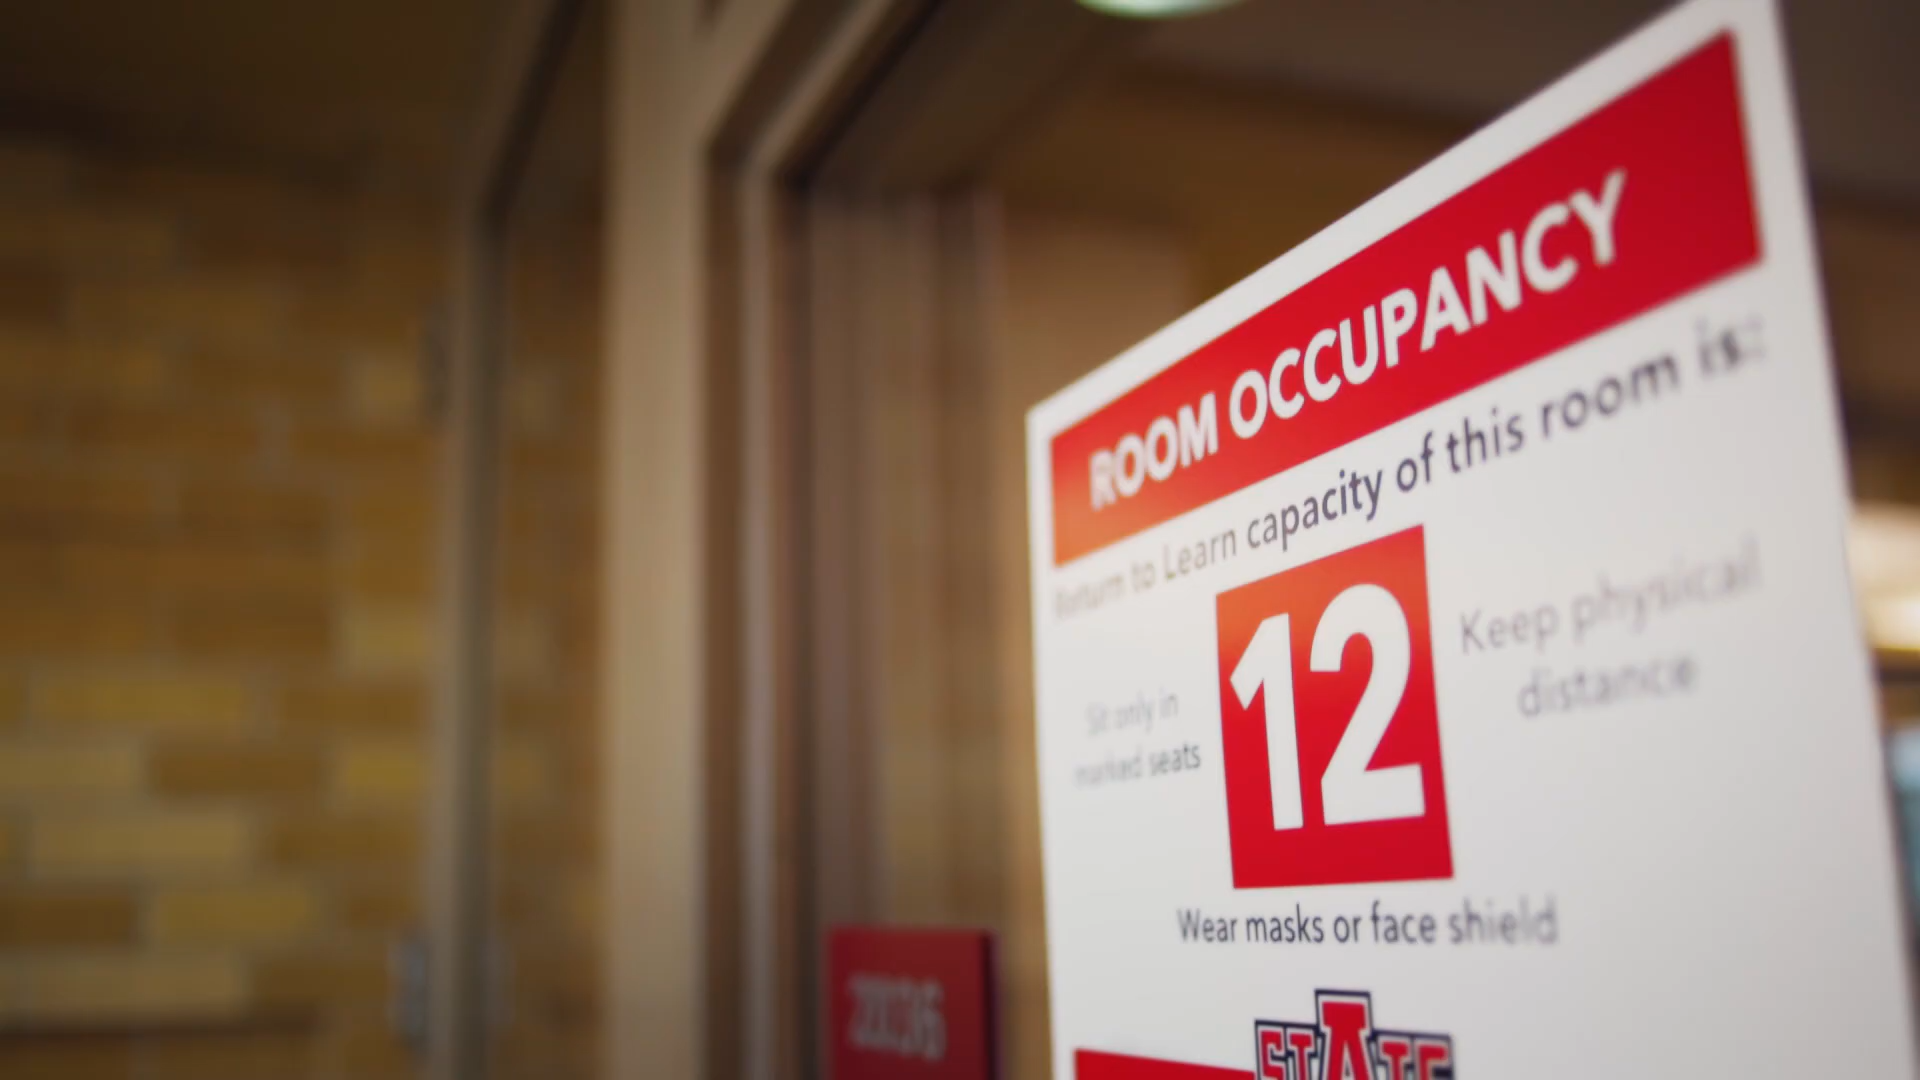 ROOM OCCUPANCY
Return to Learn capacity of this room is:
12
Sit only in
marked seats
Keep physical
distance
Wear masks or face shield
STATE